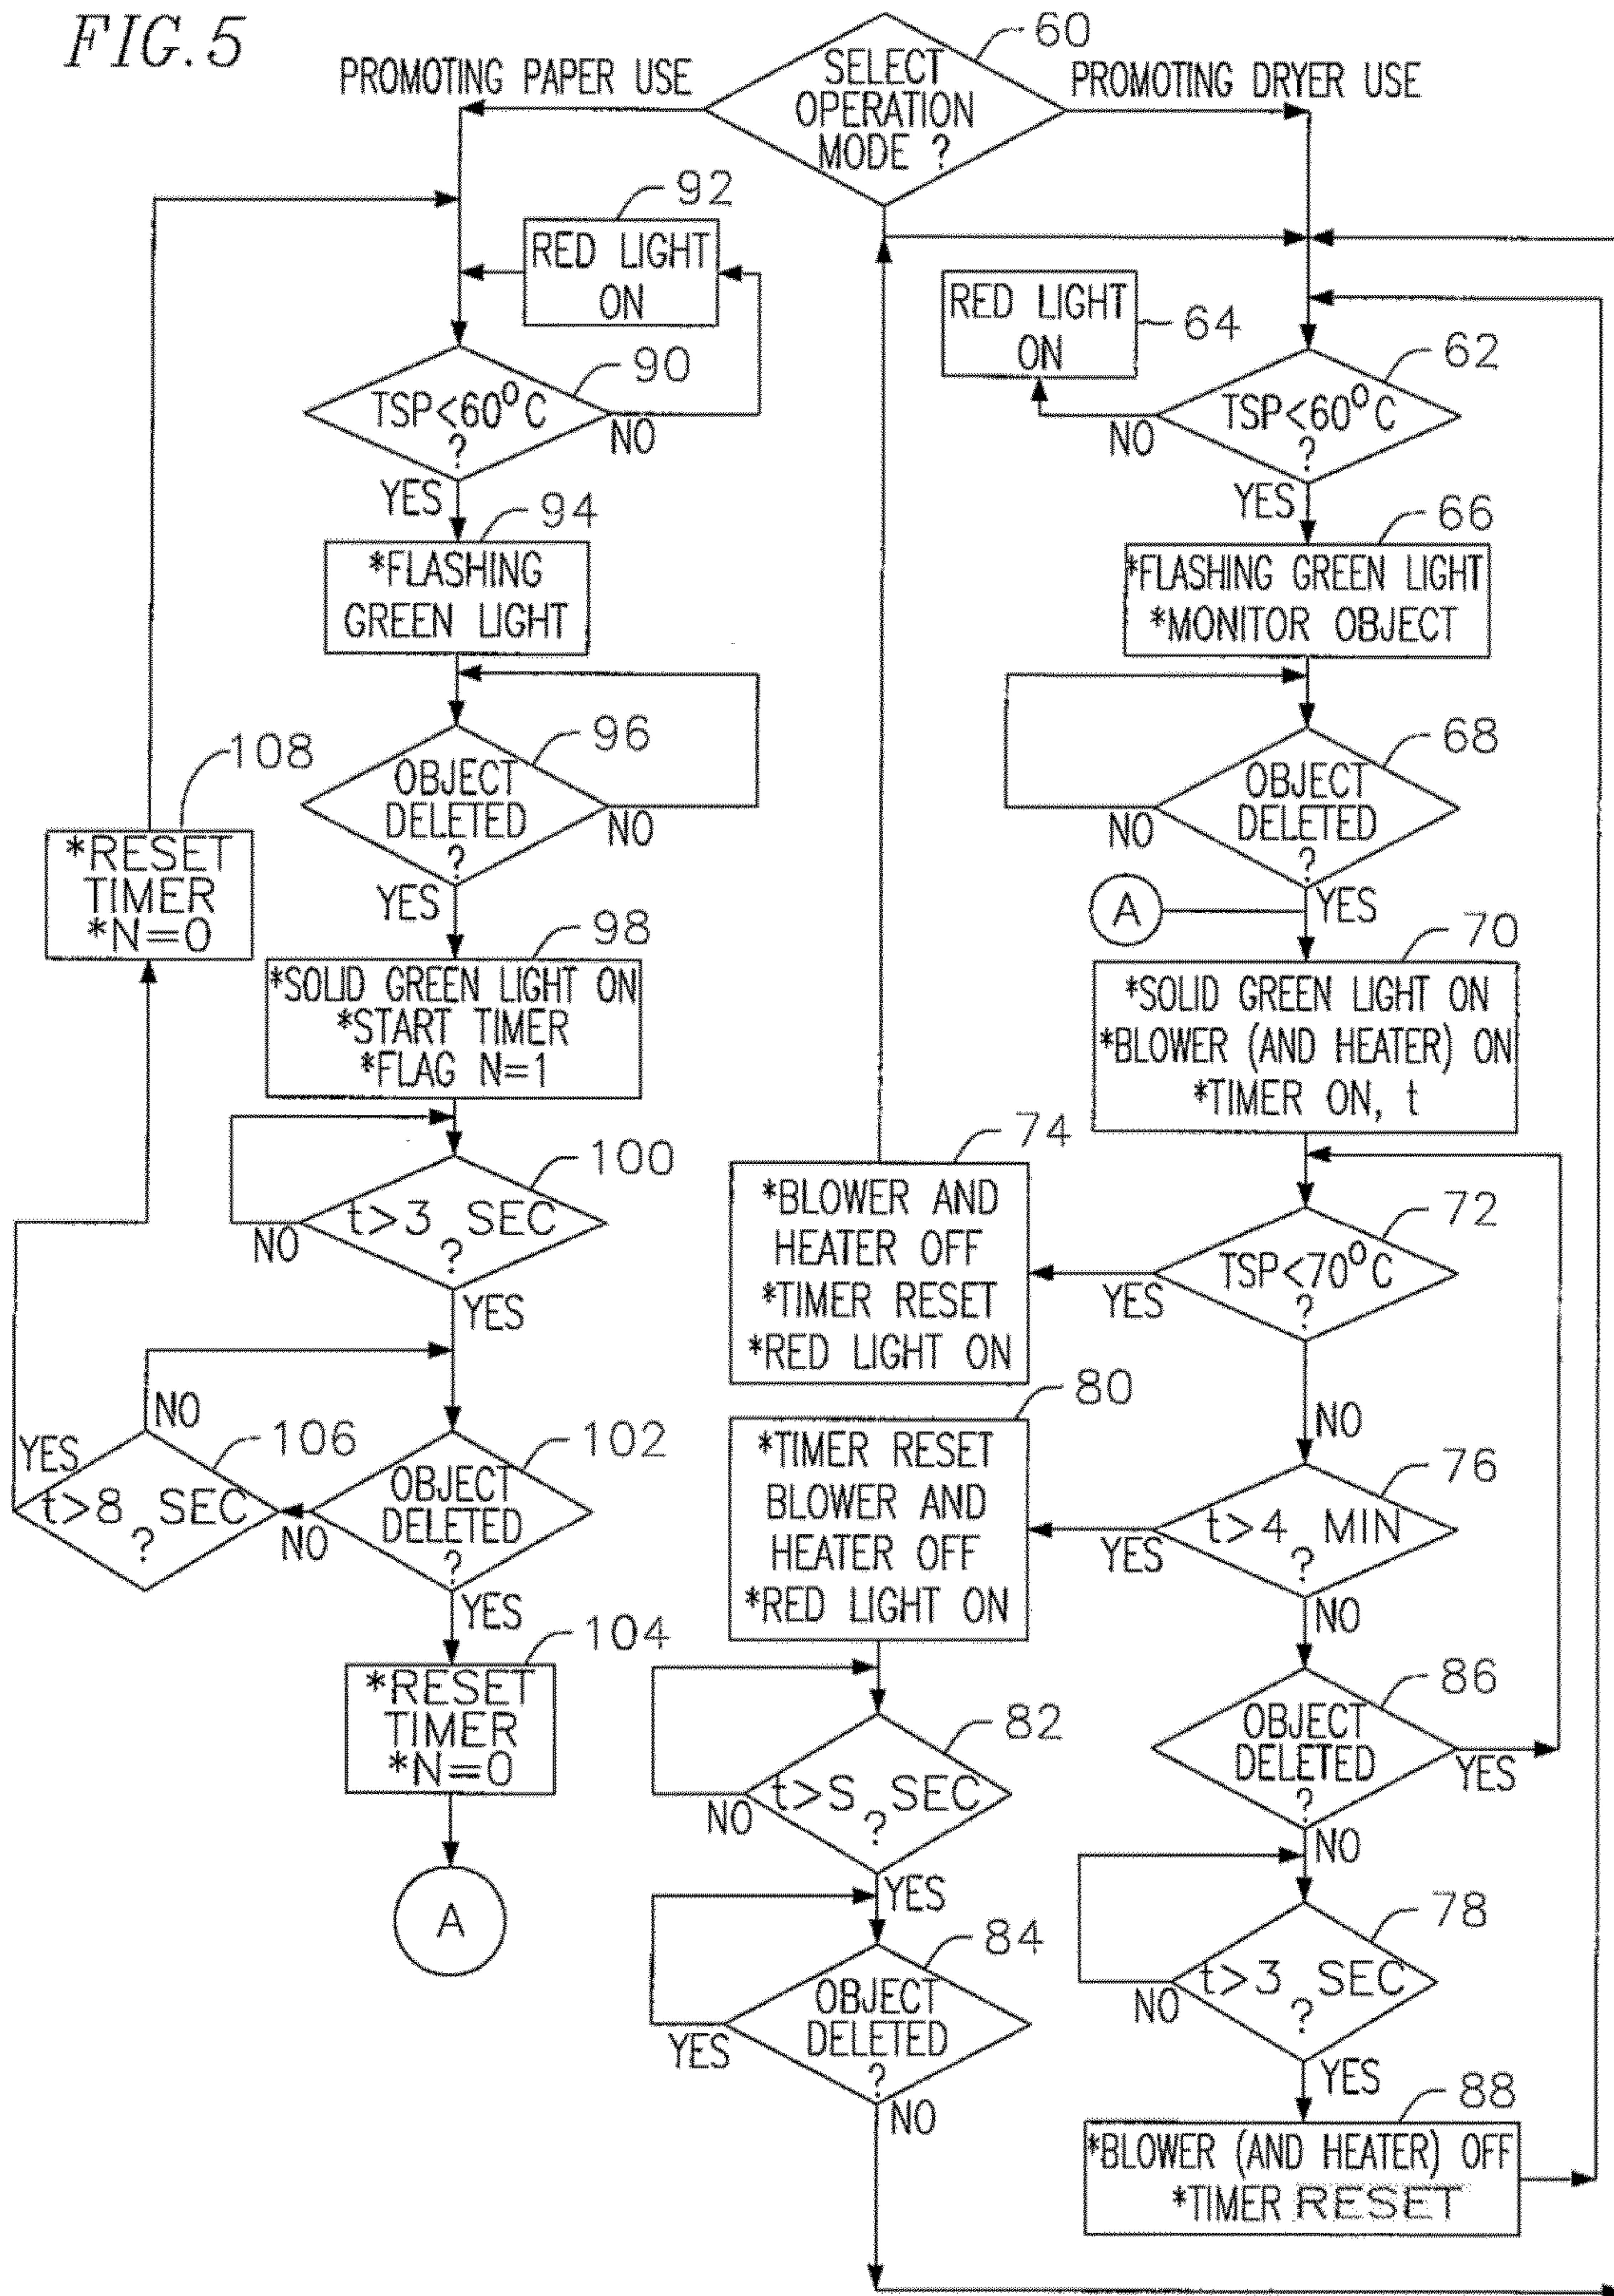 FIG.5
60
PROMOTING PAPER USE
SELECT
OPERATION
MODE ?
PROMOTING DRYER USE
92
RED LIGHT
ON
90
TSP<60°C
?
NO
YES
94
*FLASHING
GREEN LIGHT
96
OBJECT
DELETED
?
NO
YES
98
*SOLID GREEN LIGHT ON
*START TIMER
*FLAG N=1
100
t>3 SEC
?
NO
YES
102
OBJECT
DELETED
?
NO
YES
106
t>8 SEC
?
NO
YES
108
*RESET
TIMER
*N=0
104
*RESET
TIMER
*N=0
A
RED LIGHT
ON
64
62
TSP<60°C
?
NO
YES
66
*FLASHING GREEN LIGHT
*MONITOR OBJECT
68
OBJECT
DELETED
?
NO
YES
A
70
*SOLID GREEN LIGHT ON
*BLOWER (AND HEATER) ON
*TIMER ON, t
72
TSP<70°C
?
YES
NO
74
*BLOWER AND
HEATER OFF
*TIMER RESET
*RED LIGHT ON
76
t>4 MIN
?
YES
NO
80
*TIMER RESET
BLOWER AND
HEATER OFF
*RED LIGHT ON
82
t>S SEC
?
NO
YES
84
OBJECT
DELETED
?
YES
NO
86
OBJECT
DELETED
?
YES
NO
78
t>3 SEC
?
NO
YES
88
*BLOWER (AND HEATER) OFF
*TIMER RESET